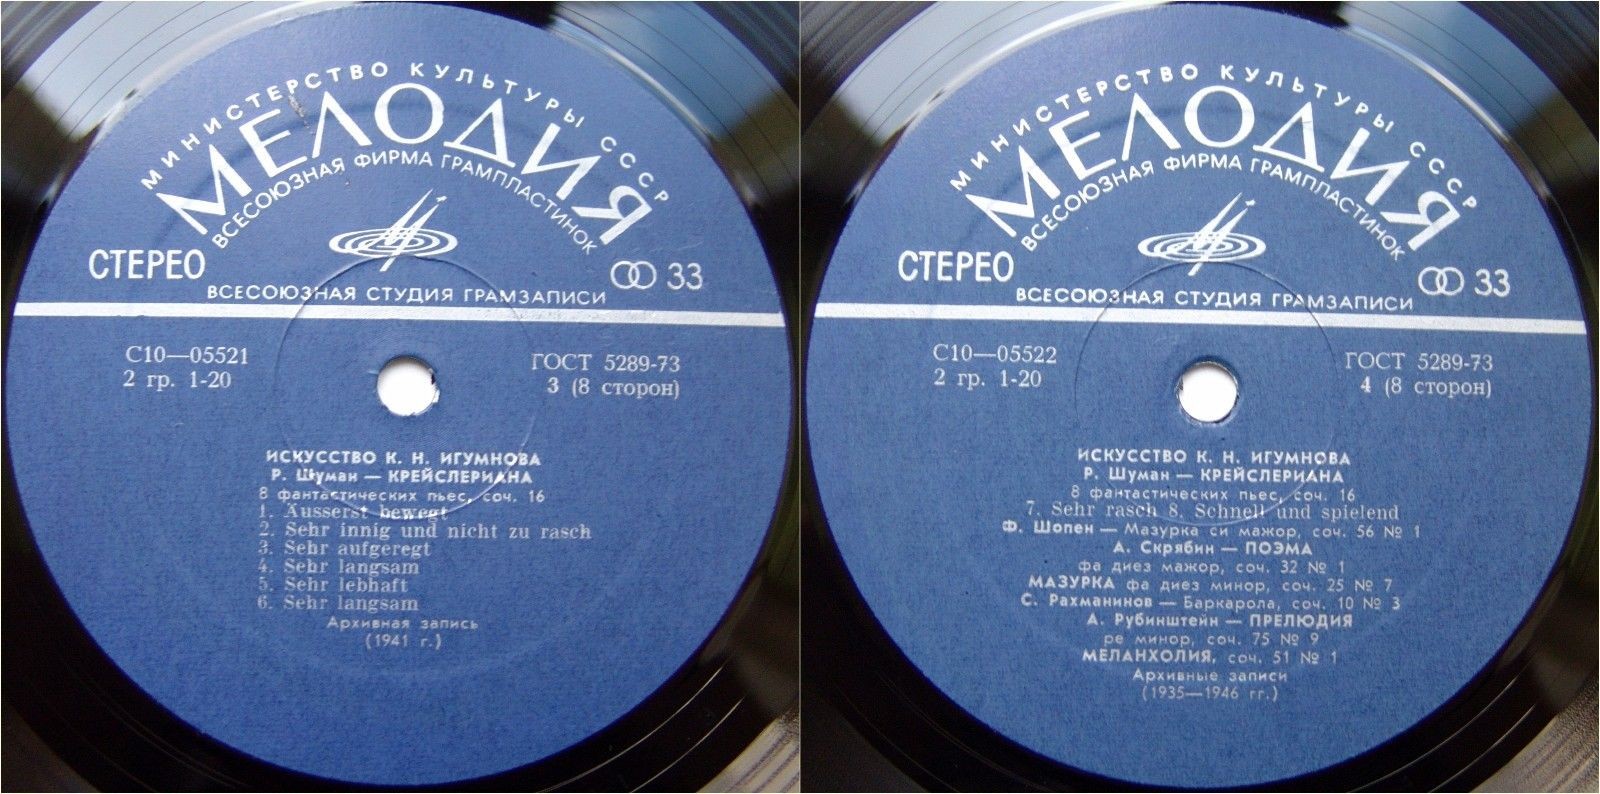 МИНИСТЕРСТВО КУЛЬТУРЫ СССР
МЕЛОДИЯ
ВСЕСОЮЗНАЯ ФИРМА ГРАМПЛАСТИНОК
СТЕРЕО
33
ВСЕСОЮЗНАЯ СТУДИЯ ГРАМЗАПИСИ
С10—05521
2 гр. 1-20
ГОСТ 5289-73
3 (8 сторон)
ИСКУССТВО К. Н. ИГУМНОВА
Р. Шуман — КРЕЙСЛЕРИАНА
8 фантастических пьес, соч. 16
1. Äusserst bewegt
2. Sehr innig und nicht zu rasch
3. Sehr aufgeregt
4. Sehr langsam
5. Sehr lebhaft
6. Sehr langsam
Архивная запись
(1941 г.)
МИНИСТЕРСТВО КУЛЬТУРЫ СССР
МЕЛОДИЯ
ВСЕСОЮЗНАЯ ФИРМА ГРАМПЛАСТИНОК
СТЕРЕО
33
ВСЕСОЮЗНАЯ СТУДИЯ ГРАМЗАПИСИ
С10—05522
2 гр. 1-20
ГОСТ 5289-73
4 (8 сторон)
ИСКУССТВО К. Н. ИГУМНОВА
Р. Шуман — КРЕЙСЛЕРИАНА
8 фантастических пьес, соч. 16
7. Sehr rasch 8. Schnell und spielend
Ф. Шопен — Мазурка си мажор, соч. 56 № 1
А. Скрябин — ПОЭМА
фа диез мажор, соч. 32 № 1
МАЗУРКА фа диез минор, соч. 25 № 7
С. Рахманинов — Баркарола, соч. 10 № 3
А. Рубинштейн — ПРЕЛЮДИЯ
ре минор, соч. 75 № 9
МЕЛАНХОЛИЯ, соч. 51 № 1
Архивные записи
(1935—1946 гг.)